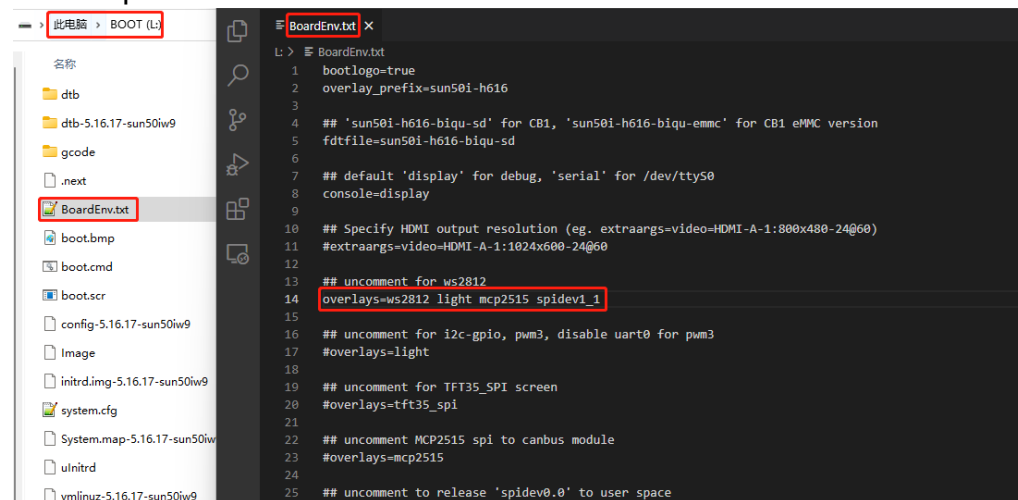 此电脑 > BOOT (L:)
名称
dtb
dtb-5.16.17-sun50iw9
gcode
.next
BoardEnv.txt
boot.bmp
boot.cmd
boot.scr
config-5.16.17-sun50iw9
Image
initrd.img-5.16.17-sun50iw9
system.cfg
System.map-5.16.17-sun50iw
uInitrd
vmlinuz-5.16.17-sun50iw9
BoardEnv.txt ×
L: > BoardEnv.txt
1 bootlogo=true
2 overlay_prefix=sun50i-h616
3
4 ## 'sun50i-h616-biqu-sd' for CB1, 'sun50i-h616-biqu-emmc' for CB1 eMMC version
5 fdtfile=sun50i-h616-biqu-sd
6
7 ## default 'display' for debug, 'serial' for /dev/ttyS0
8 console=display
9
10 ## Specify HDMI output resolution (eg. extraargs=video=HDMI-A-1:800x480-24@60)
11 #extraargs=video=HDMI-A-1:1024x600-24@60
12
13 ## uncomment for ws2812
14 overlays=ws2812 light mcp2515 spidev1_1
15
16 ## uncomment for i2c-gpio, pwm3, disable uart0 for pwm3
17 #overlays=light
18
19 ## uncomment for TFT35_SPI screen
20 #overlays=tft35_spi
21
22 ## uncomment MCP2515 spi to canbus module
23 #overlays=mcp2515
24
25 ## uncomment to release 'spidev0.0' to user space